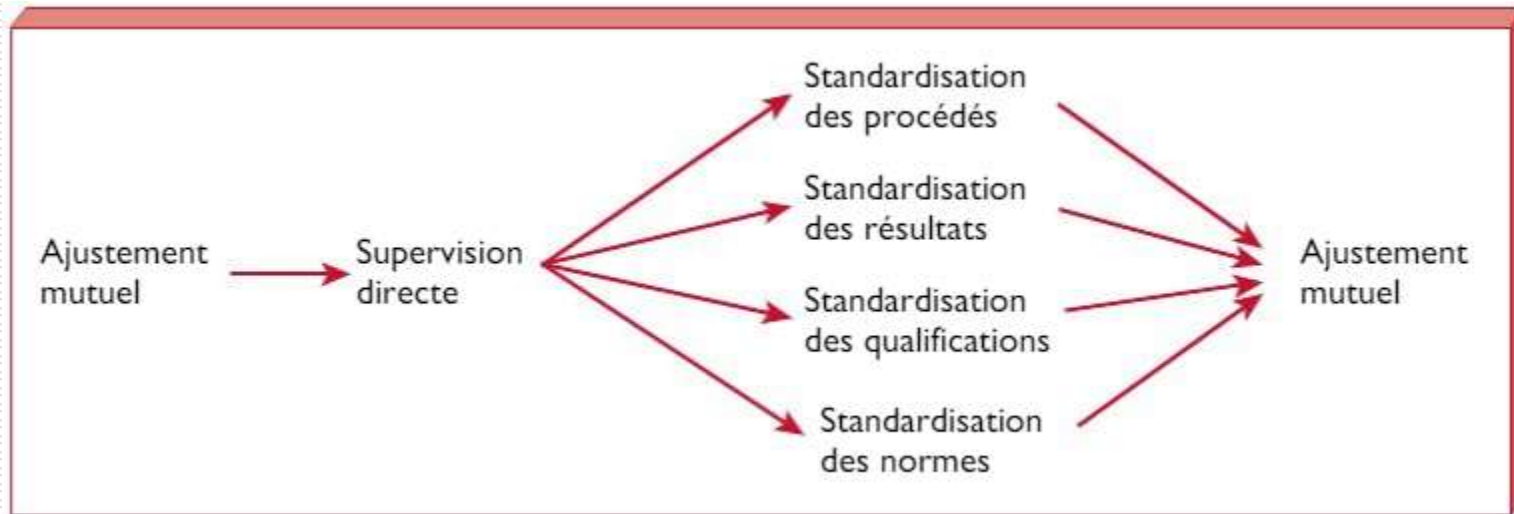 Ajustement
mutuel
Supervision
directe
Standardisation
des procédés
Standardisation
des résultats
Standardisation
des qualifications
Standardisation
des normes
Ajustement
mutuel